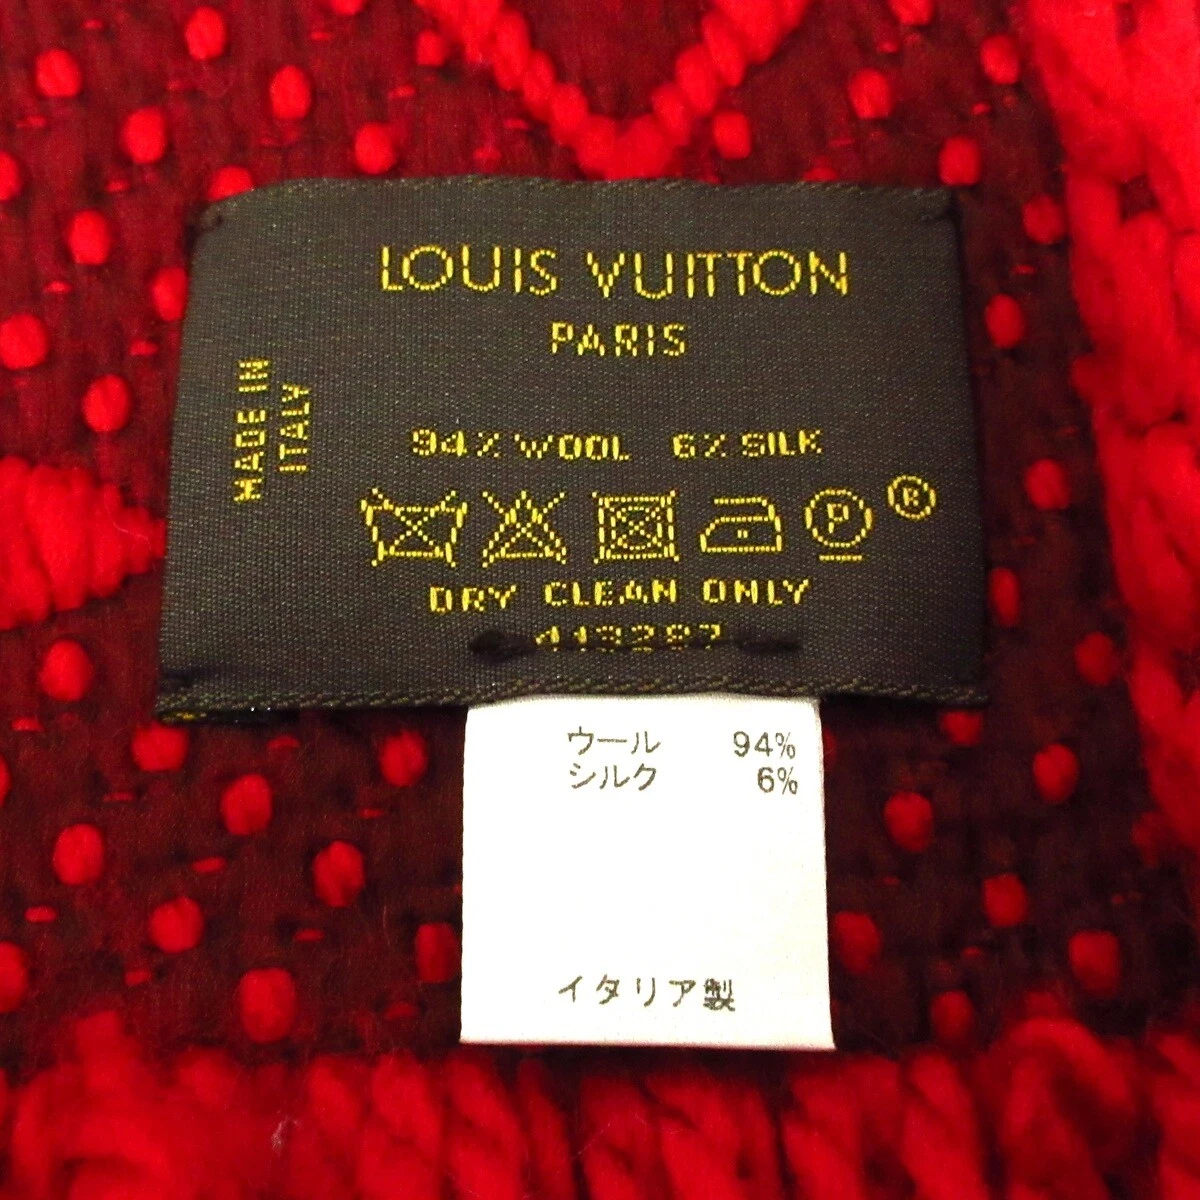 LOUIS VUITTON
PARIS
MADE IN
ITALY
94% WOOL 6% SILK
P
®
DRY CLEAN ONLY
413287
ウール 94%
シルク 6%
イタリア製